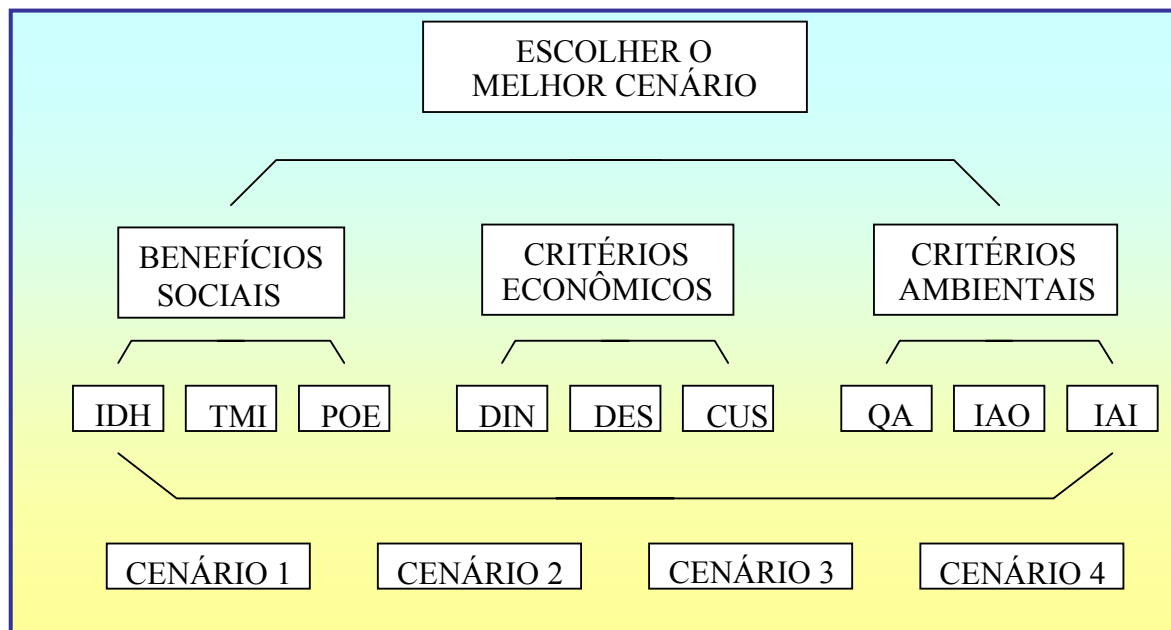 ESCOLHER O
MELHOR CENÁRIO
BENEFÍCIOS
SOCIAIS
CRITÉRIOS
ECONÔMICOS
CRITÉRIOS
AMBIENTAIS
IDH
TMI
POE
DIN
DES
CUS
QA
IAO
IAI
CENÁRIO 1
CENÁRIO 2
CENÁRIO 3
CENÁRIO 4